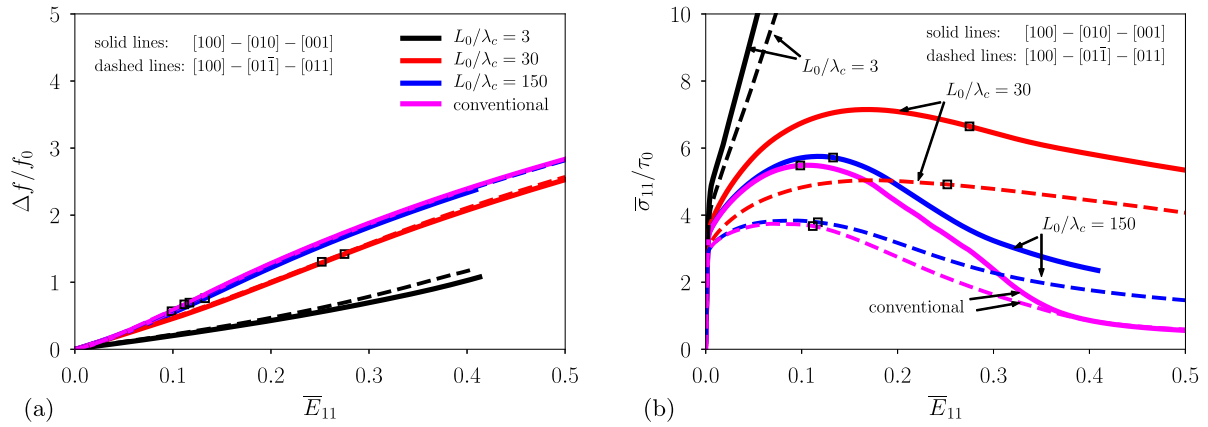 solid lines: [100] − [010] − [001]
dashed lines: [100] − [011̄] − [011]
L₀/λc = 3
L₀/λc = 30
L₀/λc = 150
conventional
5
4
3
2
1
0
Δf/f₀
0.0 0.1 0.2 0.3 0.4 0.5
(a) E̅₁₁
solid lines: [100] − [010] − [001]
dashed lines: [100] − [011̄] − [011]
L₀/λc = 3
L₀/λc = 30
L₀/λc = 150
conventional
10
8
6
4
2
0
σ̅₁₁/τ₀
0.0 0.1 0.2 0.3 0.4 0.5
(b) E̅₁₁